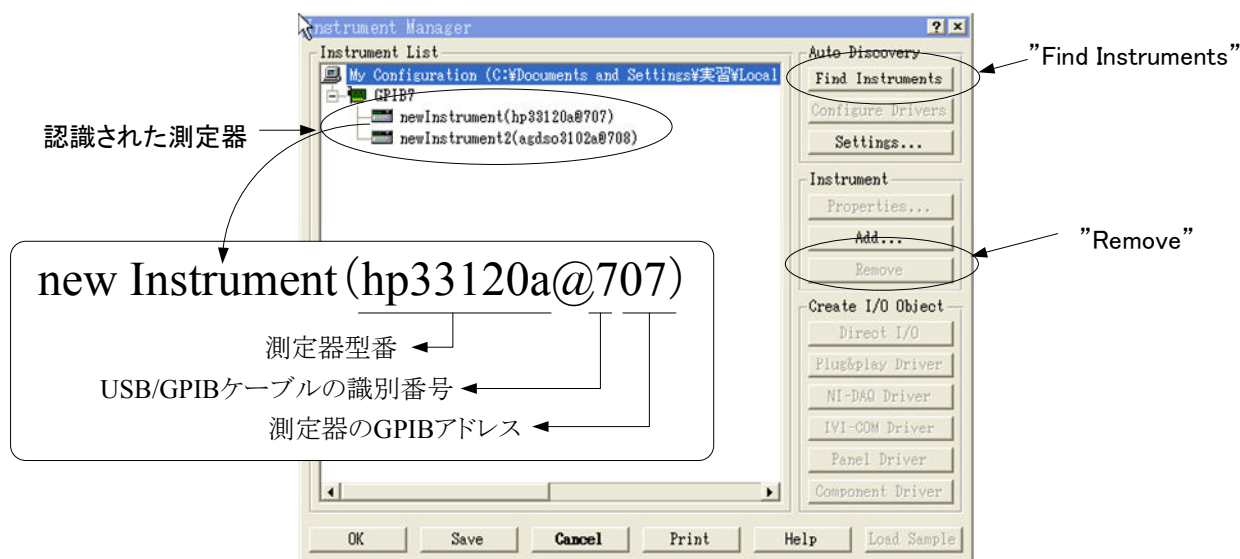 Instrument Manager
Instrument List
My Configuration (C:¥Documents and Settings¥実習¥Local
GPIB7
newInstrument(hp33120a@707)
newInstrument2(agdso3102a@708)
認識された測定器
new Instrument(hp33120a@707)
測定器型番
USB/GPIBケーブルの識別番号
測定器のGPIBアドレス
Auto Discovery
Find Instruments
Configure Drivers
Settings...
Instrument
Properties...
Add...
Remove
Create I/O Object
Direct I/O
Plug&play Driver
NI-DAQ Driver
IVI-COM Driver
Panel Driver
Component Driver
"Find Instruments"
"Remove"
OK
Save
Cancel
Print
Help
Load Sample